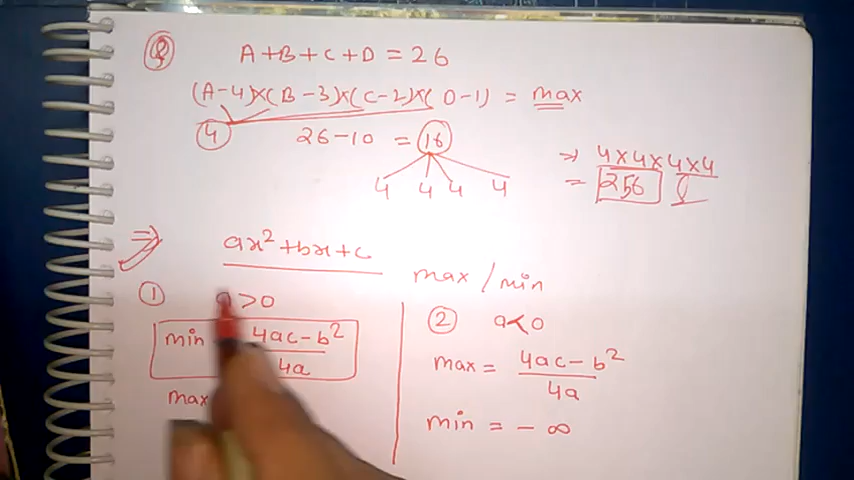 Q A+B+C+D = 26
(A-4)×(B-3)×(C-2)×(D-1) = max
4 26-10 = 16
4 4 4 4
⇒ 4×4×4×4
= 256
⇒ ax²+bx+c
max/min
① a>0
min 4ac-b²
4a
max
② a<0
max = 4ac-b²
4a
min = -∞